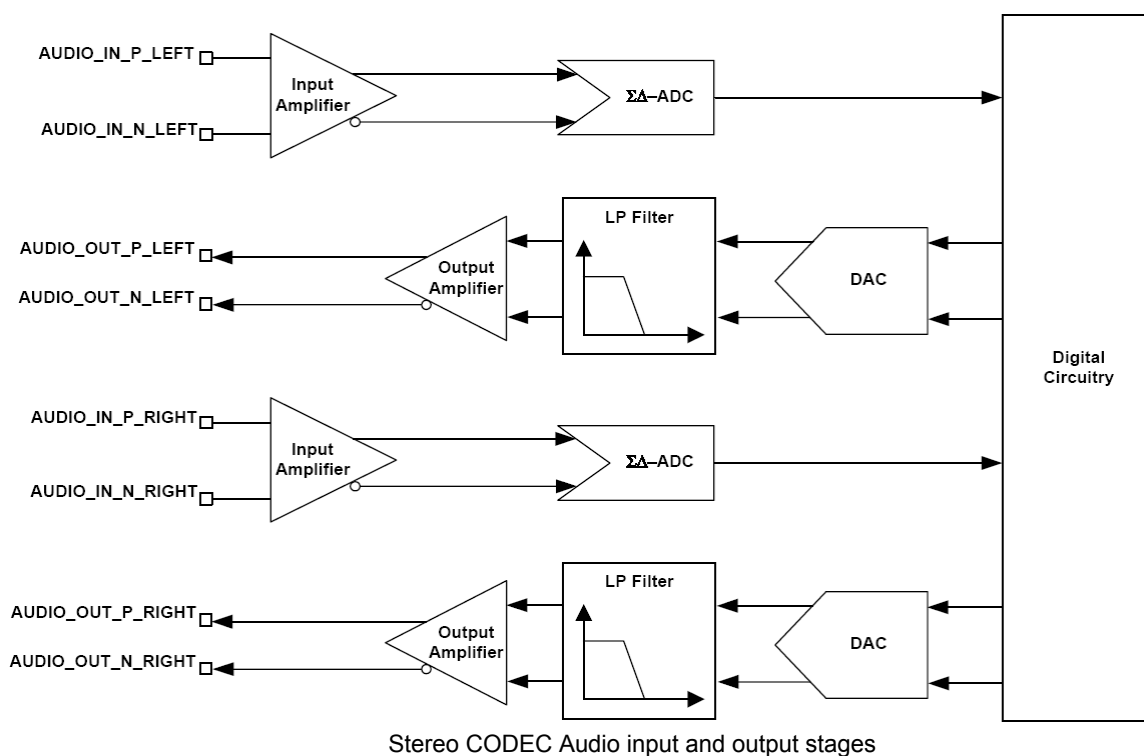 AUDIO_IN_P_LEFT
Input
Amplifier
ΣΔ–ADC
AUDIO_IN_N_LEFT
LP Filter
AUDIO_OUT_P_LEFT
Output
Amplifier
DAC
AUDIO_OUT_N_LEFT
Digital
Circuitry
AUDIO_IN_P_RIGHT
Input
Amplifier
ΣΔ–ADC
AUDIO_IN_N_RIGHT
LP Filter
AUDIO_OUT_P_RIGHT
Output
Amplifier
DAC
AUDIO_OUT_N_RIGHT
Stereo CODEC Audio input and output stages